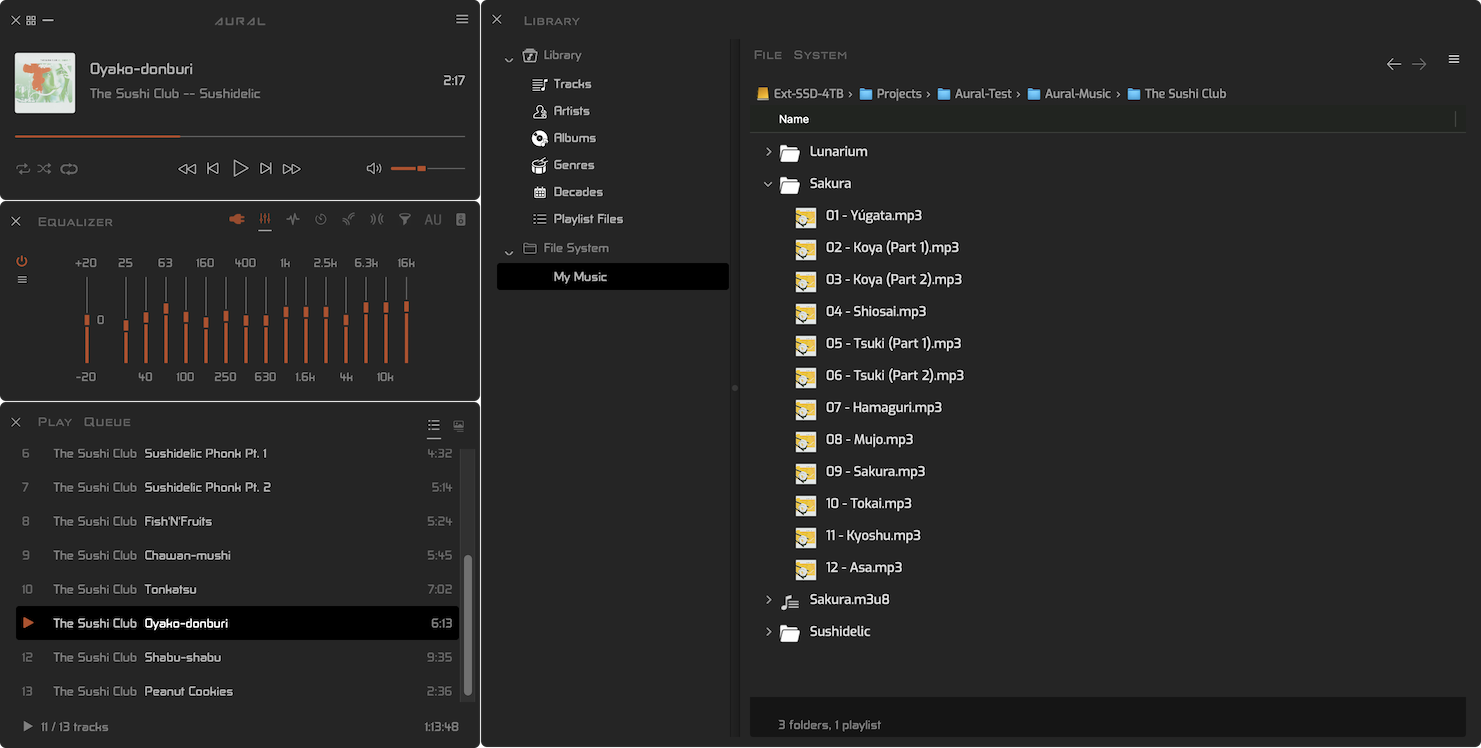 AURAL
Oyako-donburi
The Sushi Club -- Sushidelic
2:17
EQUALIZER
AU
+20 25 63 160 400 1k 2.5k 6.3k 16k
0
-20 40 100 250 630 1.6k 4k 10k
PLAY QUEUE
6 The Sushi Club Sushidelic Phonk Pt. 1 4:32
7 The Sushi Club Sushidelic Phonk Pt. 2 5:14
8 The Sushi Club Fish'N'Fruits 5:24
9 The Sushi Club Chawan-mushi 5:45
10 The Sushi Club Tonkatsu 7:02
The Sushi Club Oyako-donburi 6:13
12 The Sushi Club Shabu-shabu 9:35
13 The Sushi Club Peanut Cookies 2:36
11 / 13 tracks 1:13:48
LIBRARY
Library
Tracks
Artists
Albums
Genres
Decades
Playlist Files
File System
My Music
FILE SYSTEM
Ext-SSD-4TB › Projects › Aural-Test › Aural-Music › The Sushi Club
Name
Lunarium
Sakura
01 - Yúgata.mp3
02 - Koya (Part 1).mp3
03 - Koya (Part 2).mp3
04 - Shiosai.mp3
05 - Tsuki (Part 1).mp3
06 - Tsuki (Part 2).mp3
07 - Hamaguri.mp3
08 - Mujo.mp3
09 - Sakura.mp3
10 - Tokai.mp3
11 - Kyoshu.mp3
12 - Asa.mp3
Sakura.m3u8
Sushidelic
3 folders, 1 playlist